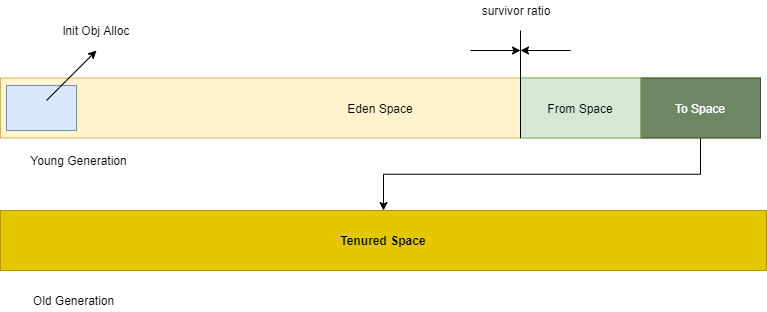 survivor ratio
Init Obj Alloc
Eden Space
From Space
To Space
Young Generation
Tenured Space
Old Generation